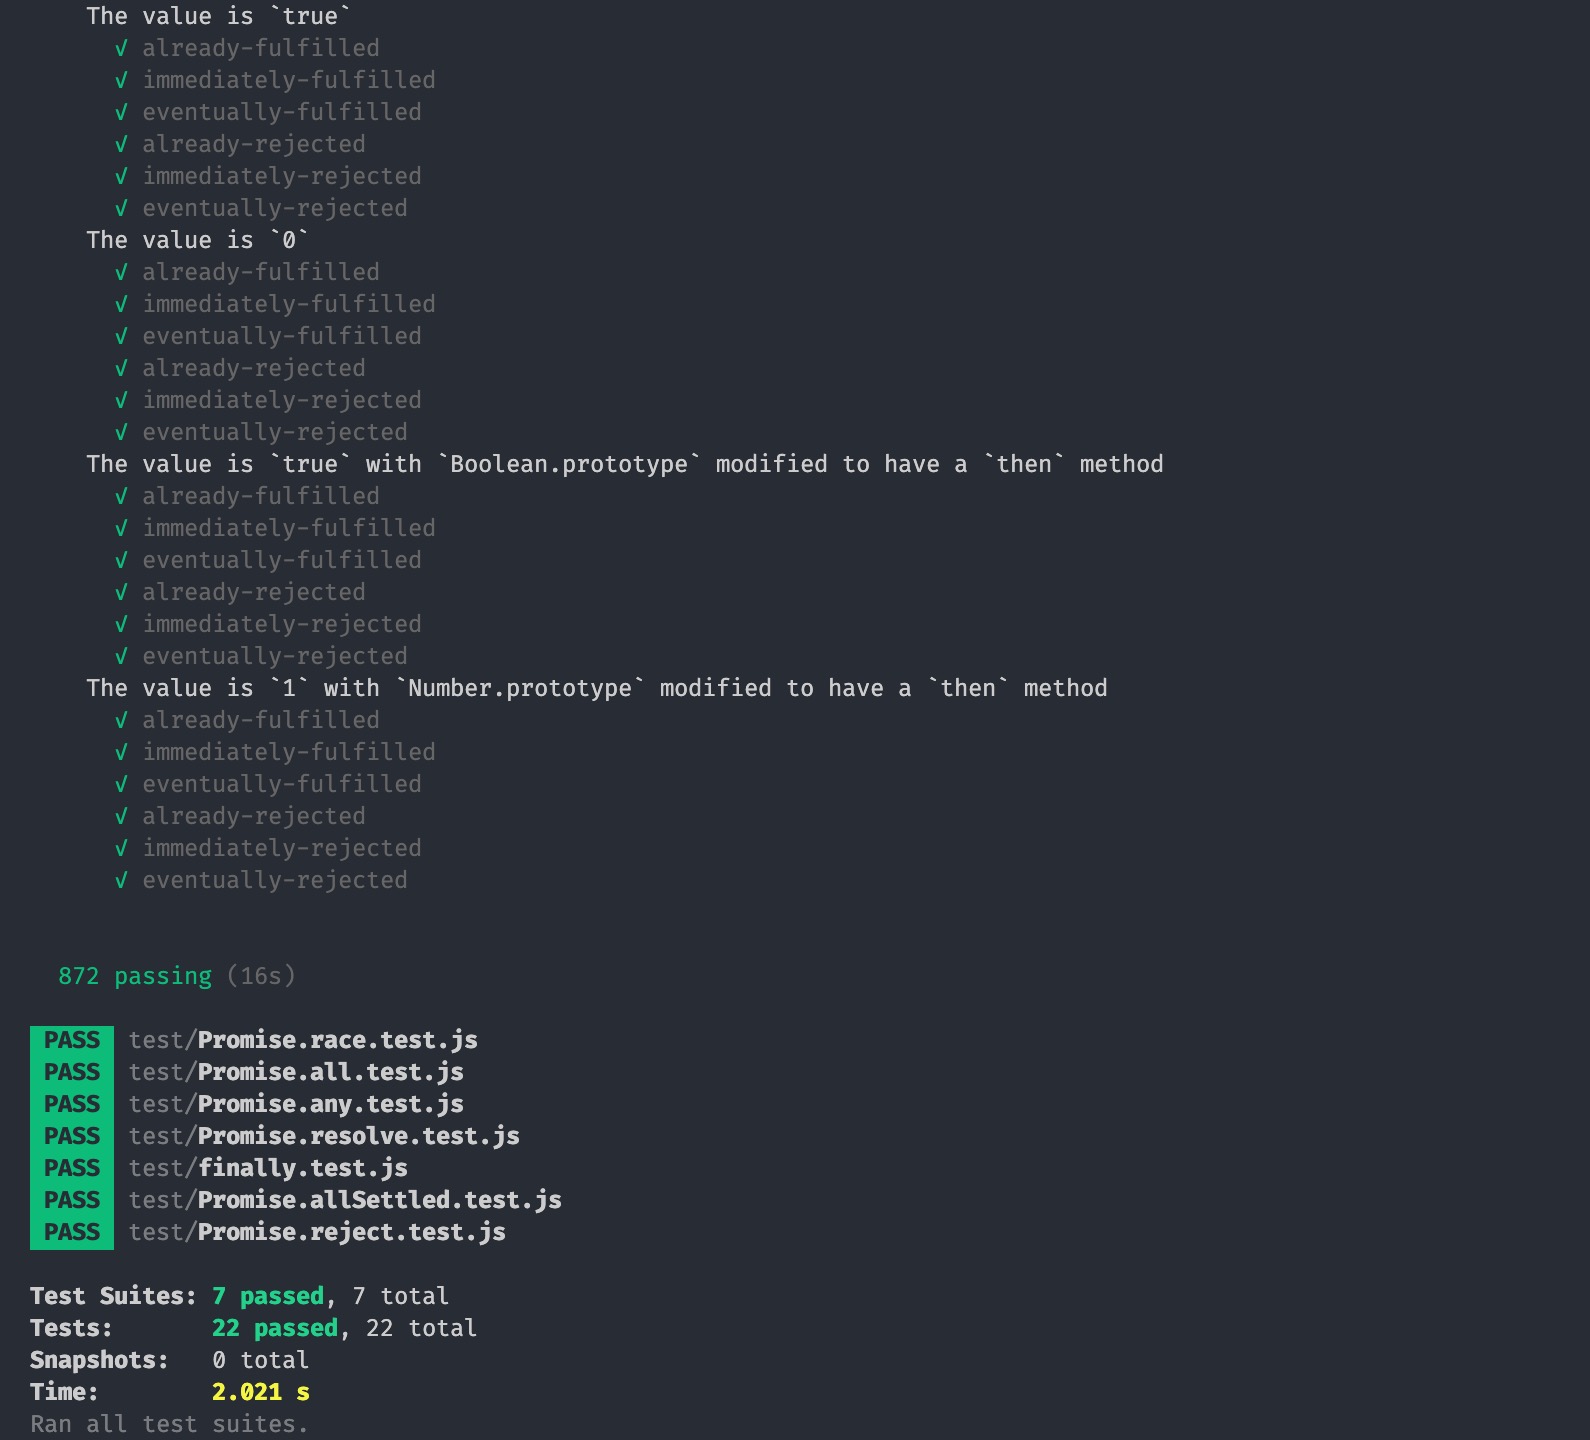 The value is `true`
√ already-fulfilled
√ immediately-fulfilled
√ eventually-fulfilled
√ already-rejected
√ immediately-rejected
√ eventually-rejected
The value is `0`
√ already-fulfilled
√ immediately-fulfilled
√ eventually-fulfilled
√ already-rejected
√ immediately-rejected
√ eventually-rejected
The value is `true` with `Boolean.prototype` modified to have a `then` method
√ already-fulfilled
√ immediately-fulfilled
√ eventually-fulfilled
√ already-rejected
√ immediately-rejected
√ eventually-rejected
The value is `1` with `Number.prototype` modified to have a `then` method
√ already-fulfilled
√ immediately-fulfilled
√ eventually-fulfilled
√ already-rejected
√ immediately-rejected
√ eventually-rejected
872 passing (16s)
PASS test/Promise.race.test.js
PASS test/Promise.all.test.js
PASS test/Promise.any.test.js
PASS test/Promise.resolve.test.js
PASS test/finally.test.js
PASS test/Promise.allSettled.test.js
PASS test/Promise.reject.test.js
Test Suites: 7 passed, 7 total
Tests: 22 passed, 22 total
Snapshots: 0 total
Time: 2.021 s
Ran all test suites.